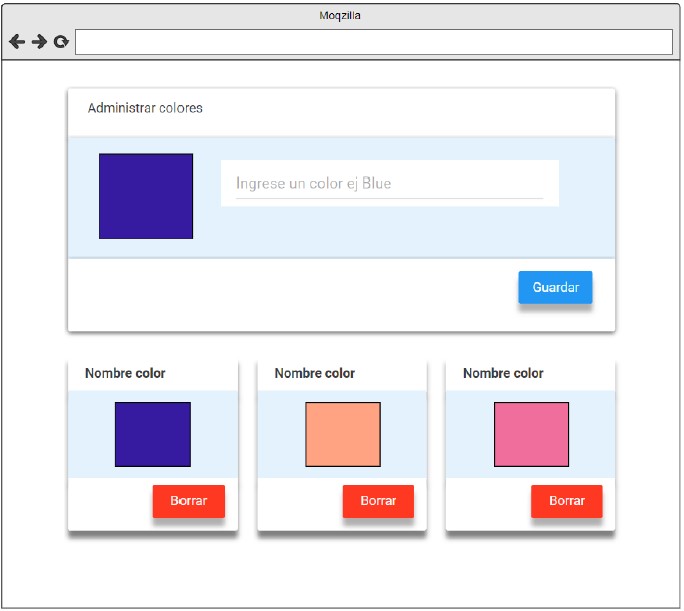 Moqzilla
Administrar colores
Ingrese un color ej Blue
Guardar
Nombre color
Nombre color
Nombre color
Borrar
Borrar
Borrar